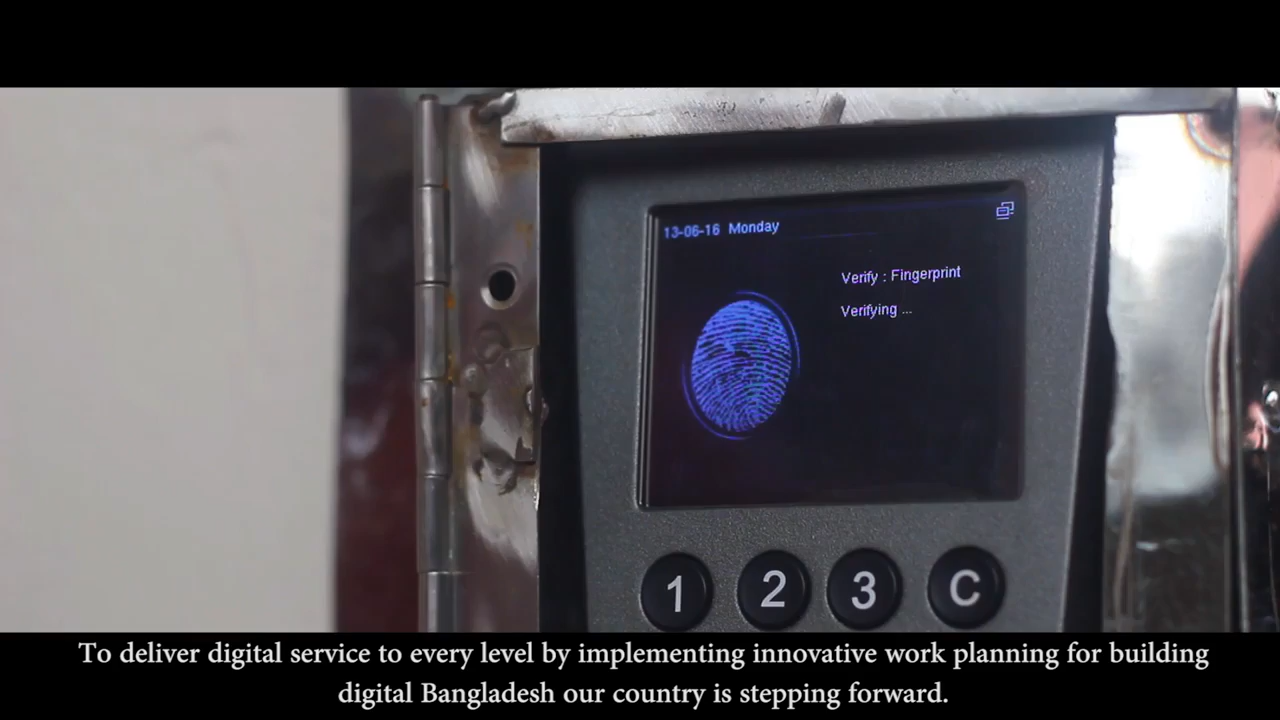 13-06-16 Monday
Verify : Fingerprint
Verifying ...
1 2 3 C
To deliver digital service to every level by implementing innovative work planning for building
digital Bangladesh our country is stepping forward.